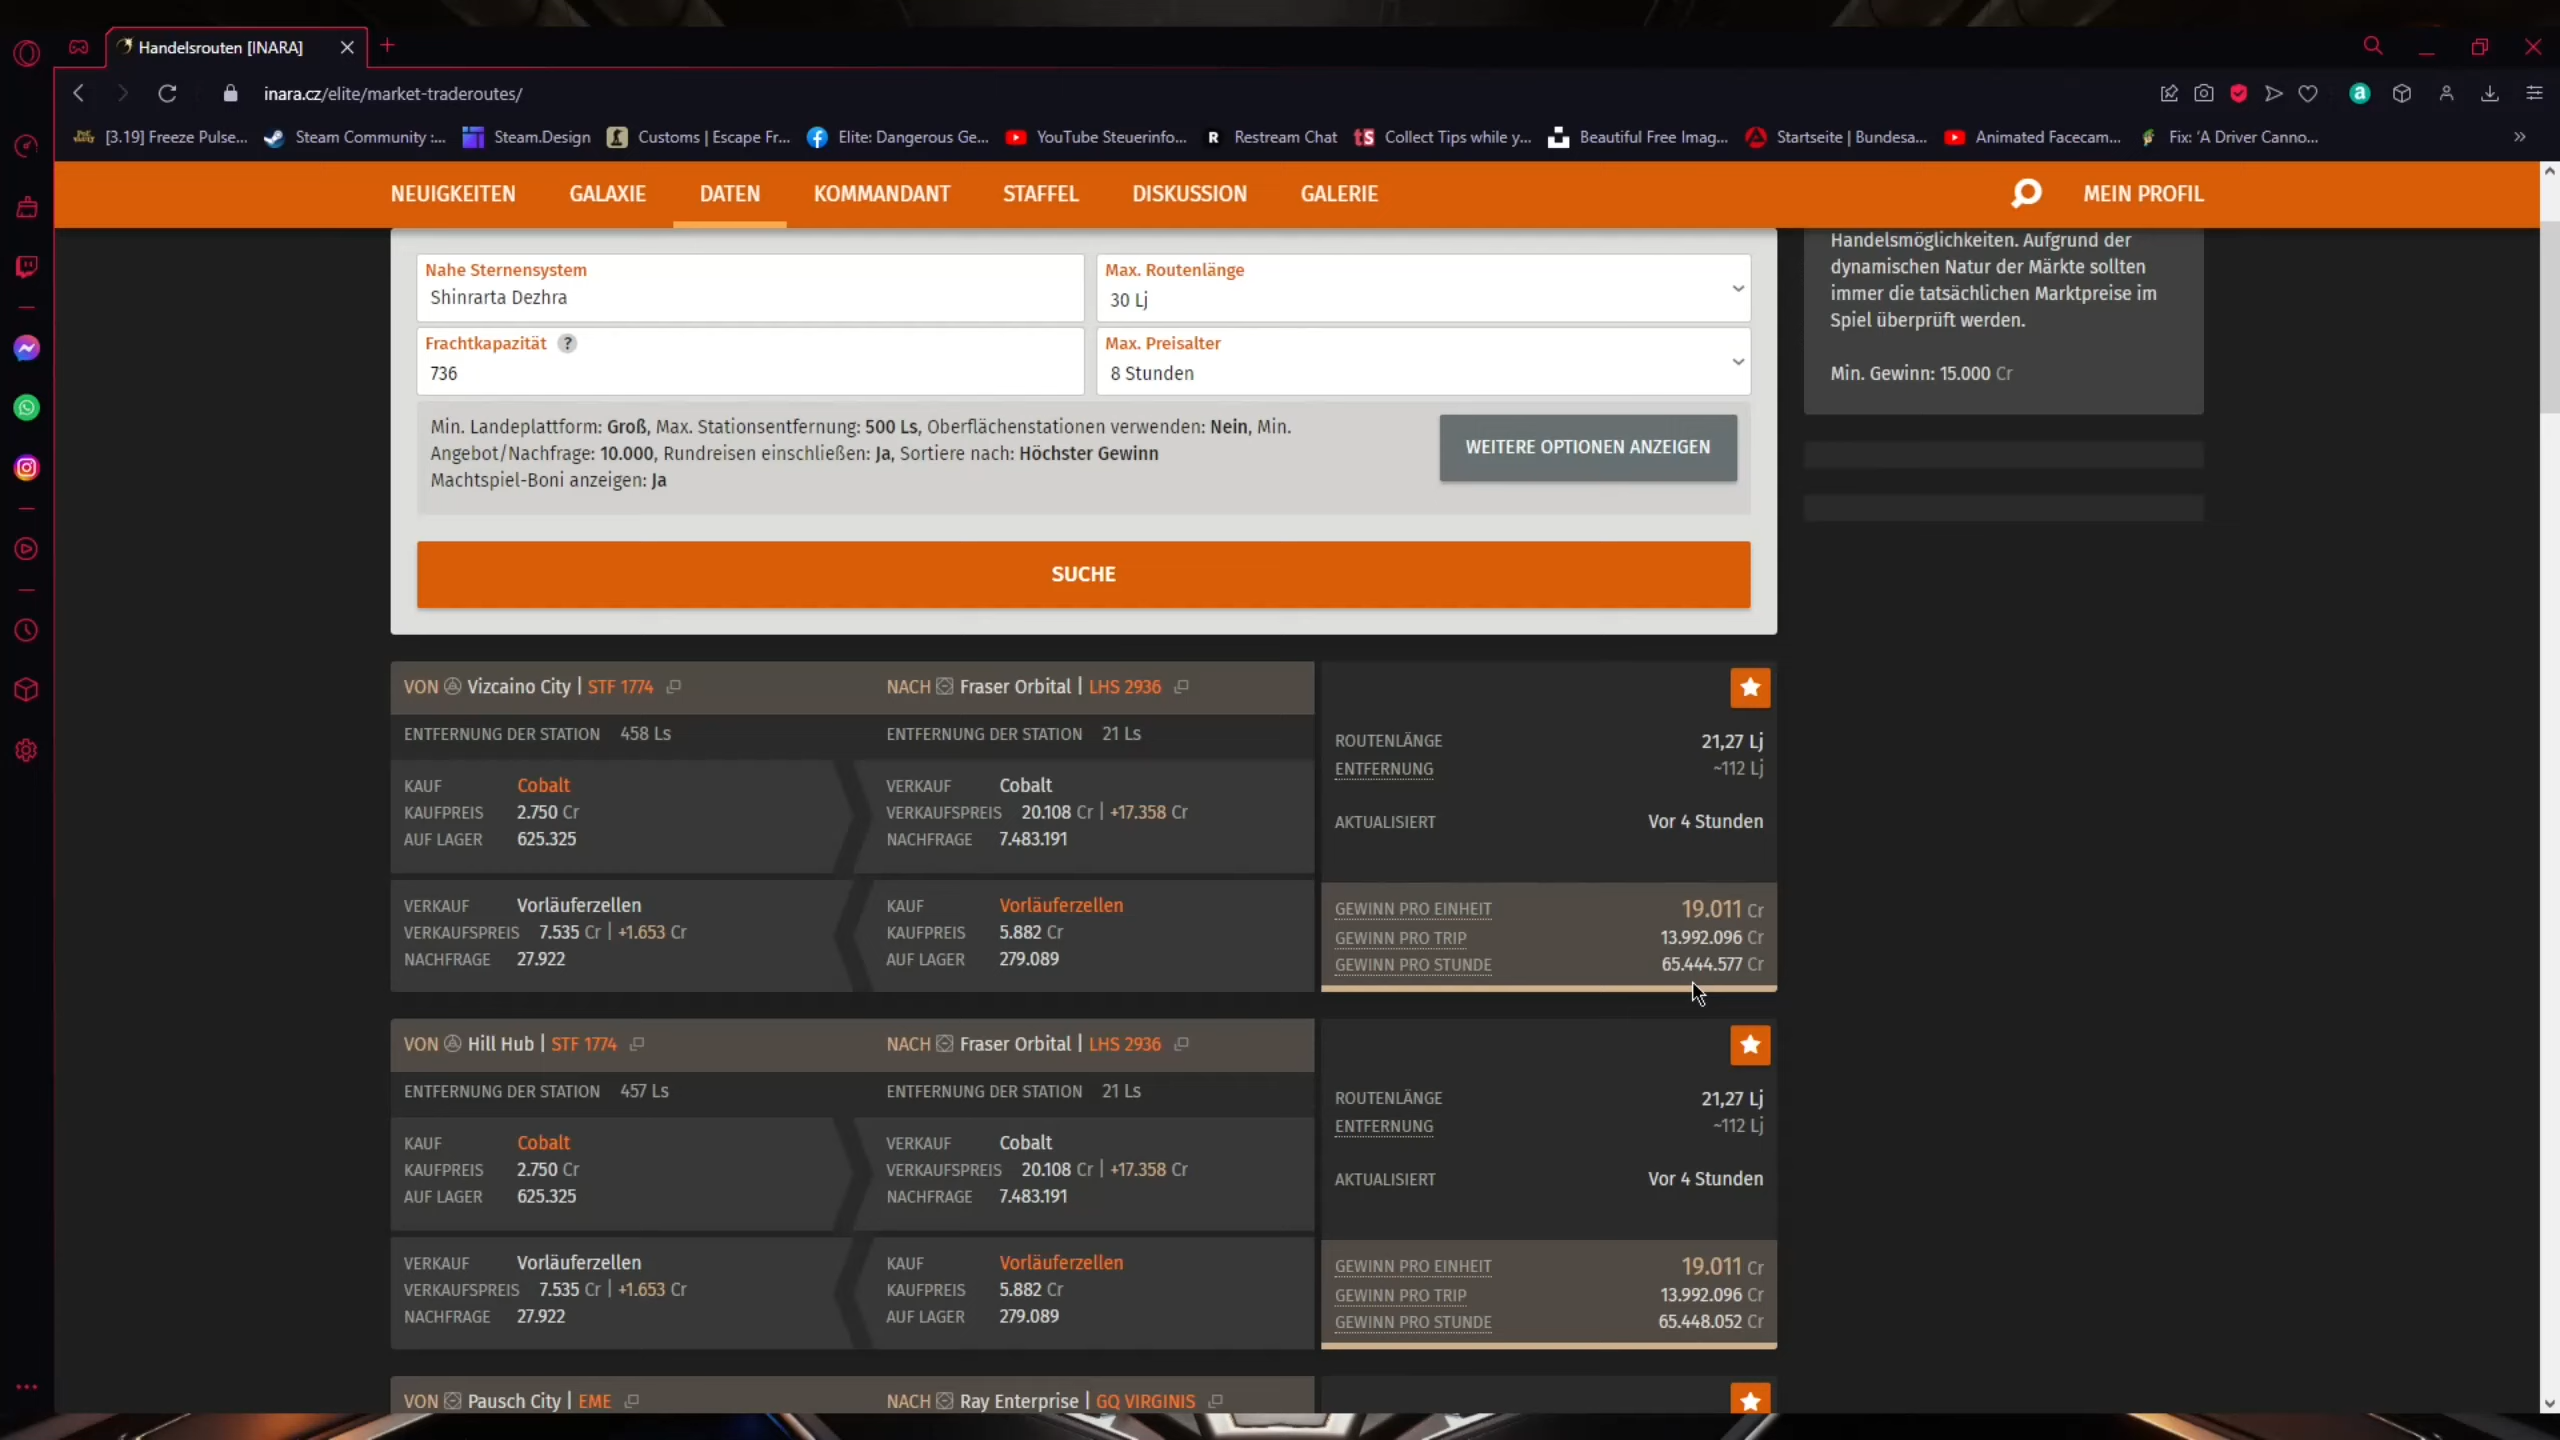 Handelsrouten [INARA]
inara.cz/elite/market-traderoutes/
[3.19] Freeze Pulse... Steam Community :... Steam.Design Customs | Escape Fr... Elite: Dangerous Ge... YouTube Steuerinfo... Restream Chat Collect Tips while y... Beautiful Free Imag... Startseite | Bundesa... Animated Facecam... Fix: 'A Driver Canno...
NEUIGKEITEN GALAXIE DATEN KOMMANDANT STAFFEL DISKUSSION GALERIE MEIN PROFIL
Handelsmöglichkeiten. Aufgrund der
dynamischen Natur der Märkte sollten
immer die tatsächlichen Marktpreise im
Spiel überprüft werden.
Min. Gewinn: 15.000 Cr
Nahe Sternensystem
Shinrarta Dezhra
Max. Routenlänge
30 Lj
Frachtkapazität ?
736
Max. Preisalter
8 Stunden
Min. Landeplattform: Groß, Max. Stationsentfernung: 500 Ls, Oberflächenstationen verwenden: Nein, Min.
Angebot/Nachfrage: 10.000, Rundreisen einschließen: Ja, Sortiere nach: Höchster Gewinn
Machtspiel-Boni anzeigen: Ja
WEITERE OPTIONEN ANZEIGEN
SUCHE
VON Vizcaino City | STF 1774 NACH Fraser Orbital | LHS 2936
ENTFERNUNG DER STATION 458 Ls ENTFERNUNG DER STATION 21 Ls
KAUF Cobalt VERKAUF Cobalt
KAUFPREIS 2.750 Cr VERKAUFSPREIS 20.108 Cr | +17.358 Cr
AUF LAGER 625.325 NACHFRAGE 7.483.191
VERKAUF Vorläuferzellen KAUF Vorläuferzellen
VERKAUFSPREIS 7.535 Cr | +1.653 Cr KAUFPREIS 5.882 Cr
NACHFRAGE 27.922 AUF LAGER 279.089
ROUTENLÄNGE 21,27 Lj
ENTFERNUNG ~112 Lj
AKTUALISIERT Vor 4 Stunden
GEWINN PRO EINHEIT 19.011 Cr
GEWINN PRO TRIP 13.992.096 Cr
GEWINN PRO STUNDE 65.444.577 Cr
VON Hill Hub | STF 1774 NACH Fraser Orbital | LHS 2936
ENTFERNUNG DER STATION 457 Ls ENTFERNUNG DER STATION 21 Ls
KAUF Cobalt VERKAUF Cobalt
KAUFPREIS 2.750 Cr VERKAUFSPREIS 20.108 Cr | +17.358 Cr
AUF LAGER 625.325 NACHFRAGE 7.483.191
VERKAUF Vorläuferzellen KAUF Vorläuferzellen
VERKAUFSPREIS 7.535 Cr | +1.653 Cr KAUFPREIS 5.882 Cr
NACHFRAGE 27.922 AUF LAGER 279.089
ROUTENLÄNGE 21,27 Lj
ENTFERNUNG ~112 Lj
AKTUALISIERT Vor 4 Stunden
GEWINN PRO EINHEIT 19.011 Cr
GEWINN PRO TRIP 13.992.096 Cr
GEWINN PRO STUNDE 65.448.052 Cr
VON Pausch City | EME NACH Ray Enterprise | GQ VIRGINIS